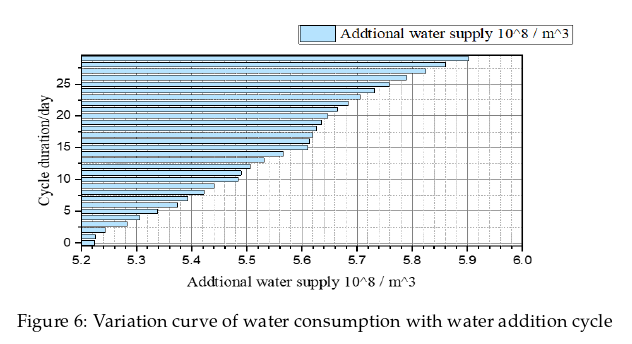 Addtional water supply 10^8 / m^3
Cycle duration/day
25
20
15
10
5
0
5.2 5.3 5.4 5.5 5.6 5.7 5.8 5.9 6.0
Addtional water supply 10^8 / m^3
Figure 6: Variation curve of water consumption with water addition cycle